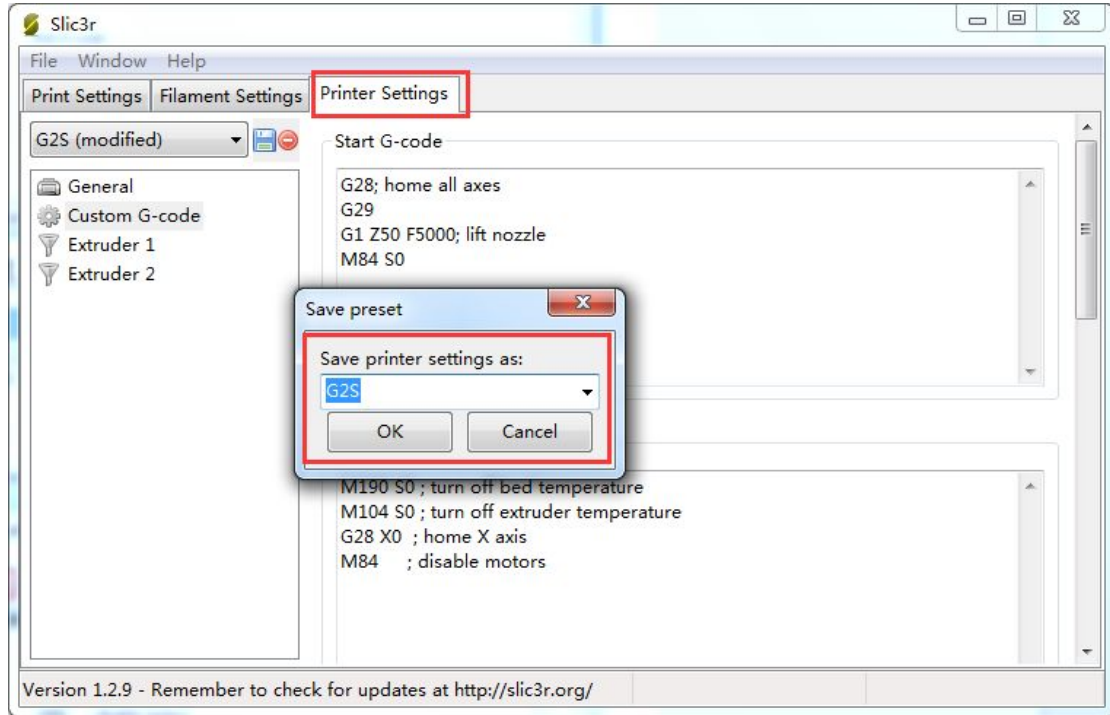 Slic3r
File Window Help
Print Settings Filament Settings Printer Settings
G2S (modified)
General
Custom G-code
Extruder 1
Extruder 2
Start G-code
G28; home all axes
G29
G1 Z50 F5000; lift nozzle
M84 S0
Save preset
Save printer settings as:
G2S
OK Cancel
M190 S0 ; turn off bed temperature
M104 S0 ; turn off extruder temperature
G28 X0 ; home X axis
M84 ; disable motors
Version 1.2.9 - Remember to check for updates at http://slic3r.org/